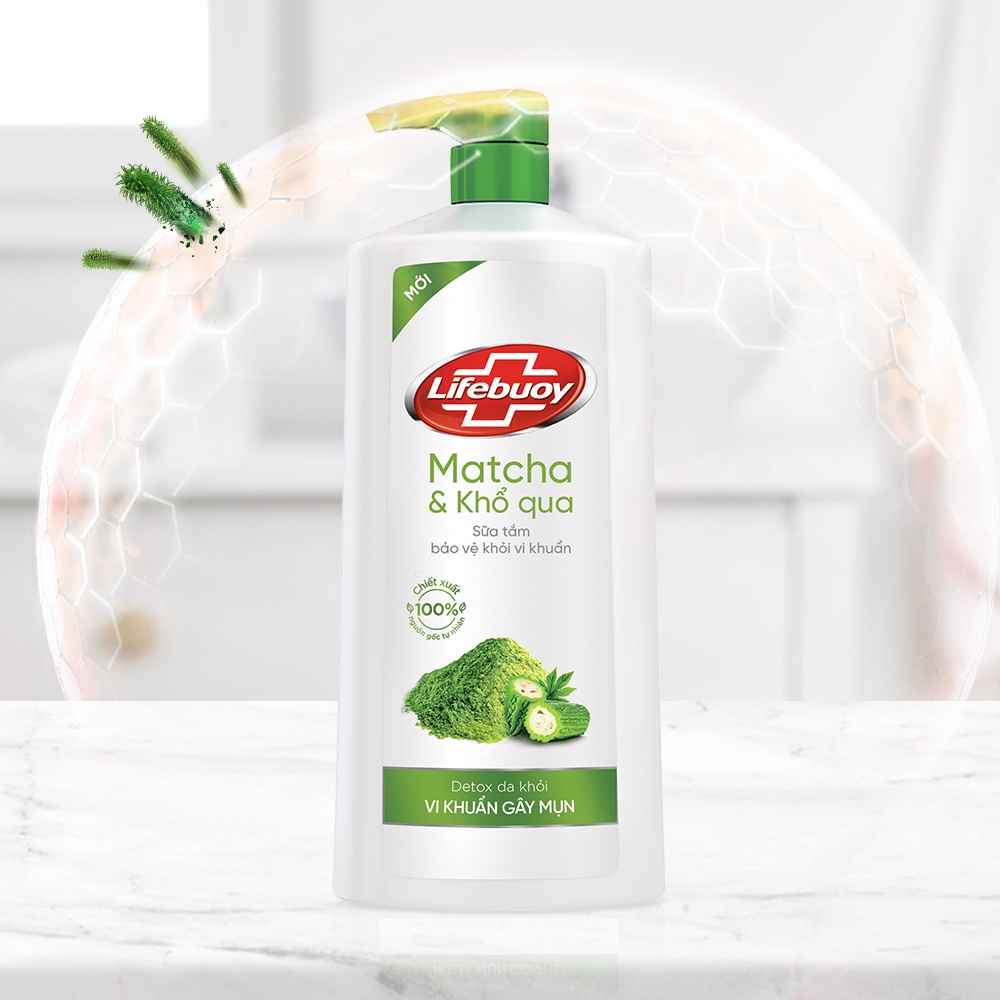 MỚI
Lifebuoy
Matcha
& Khổ qua
Sữa tắm
bảo vệ khỏi vi khuẩn
Chiết xuất
100%
nguồn gốc tự nhiên
Detox da khỏi
VI KHUẨN GÂY MỤN